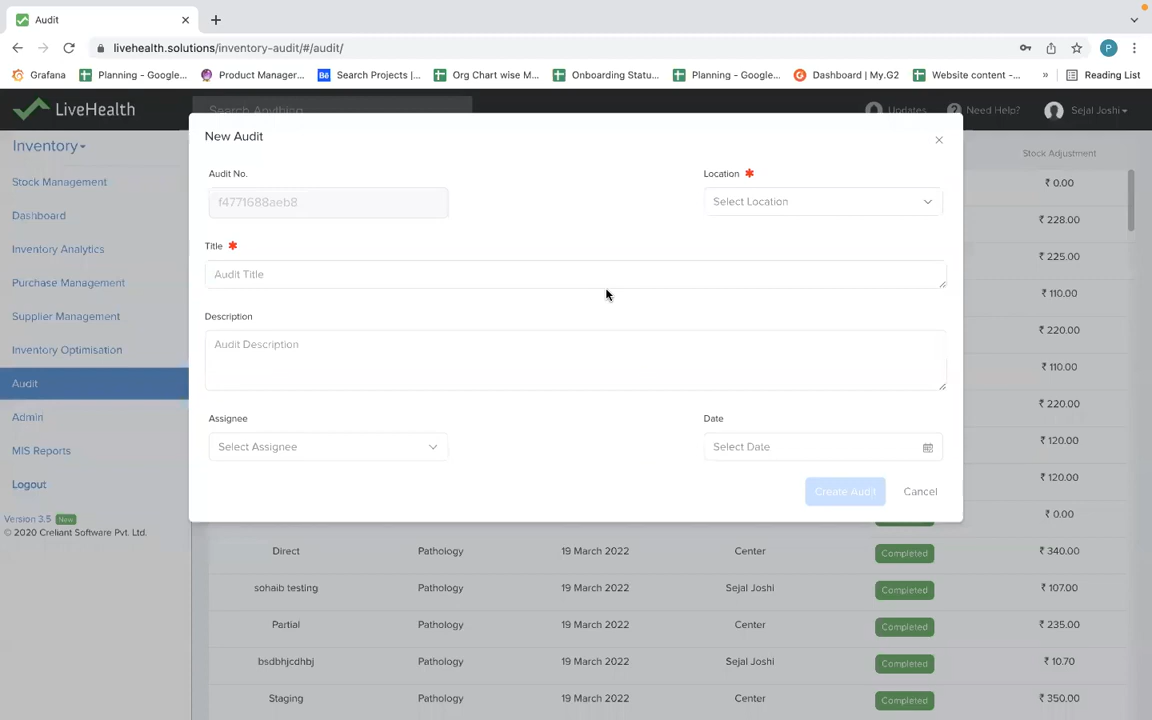 Audit
livehealth.solutions/inventory-audit/#/audit/
P
Grafana
Planning - Google...
Product Manager...
Search Projects |...
Org Chart wise M...
Onboarding Statu...
Planning - Google...
Dashboard | My.G2
Website content -...
»
Reading List
LiveHealth
Search Anything
Updates
Need Help?
Sejal Joshi
Inventory
Stock Management
Dashboard
Inventory Analytics
Purchase Management
Supplier Management
Inventory Optimisation
Audit
Admin
MIS Reports
Logout
Version 3.5 New
© 2020 Creliant Software Pvt. Ltd.
New Audit
Audit No.
f4771688aeb8
Location *
Select Location
Title *
Audit Title
Description
Audit Description
Assignee
Select Assignee
Date
Select Date
Create Audit
Cancel
Stock Adjustment
₹ 0.00
₹ 228.00
₹ 225.00
₹ 110.00
₹ 220.00
₹ 110.00
₹ 220.00
₹ 120.00
₹ 120.00
₹ 0.00
Direct Pathology 19 March 2022 Center Completed ₹ 340.00
sohaib testing Pathology 19 March 2022 Sejal Joshi Completed ₹ 107.00
Partial Pathology 19 March 2022 Center Completed ₹ 235.00
bsdbhjcdhbj Pathology 19 March 2022 Sejal Joshi Completed ₹ 10.70
Staging Pathology 19 March 2022 Center Completed ₹ 350.00